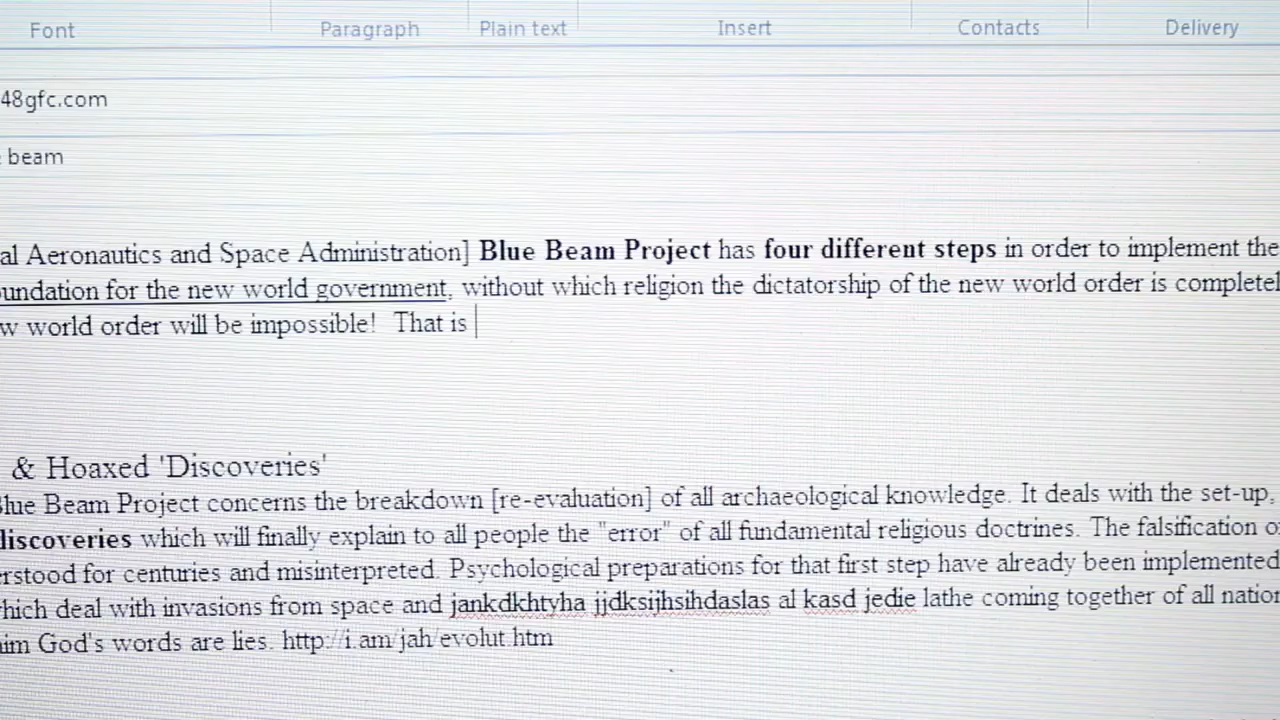 Font Paragraph Plain text Insert Contacts Delivery
48gfc.com
beam
al Aeronautics and Space Administration] Blue Beam Project has four different steps in order to implement the
undation for the new world government, without which religion the dictatorship of the new world order is completel
w world order will be impossible! That is
& Hoaxed 'Discoveries'
Blue Beam Project concerns the breakdown [re-evaluation] of all archaeological knowledge. It deals with the set-up,
discoveries which will finally explain to all people the "error" of all fundamental religious doctrines. The falsification o
erstood for centuries and misinterpreted. Psychological preparations for that first step have already been implemented
hich deal with invasions from space and jankdkhtyha jjdksijhsihdaslas al kasd jedie lathe coming together of all nation
aim God's words are lies. http://i.am/jah/evolut.htm